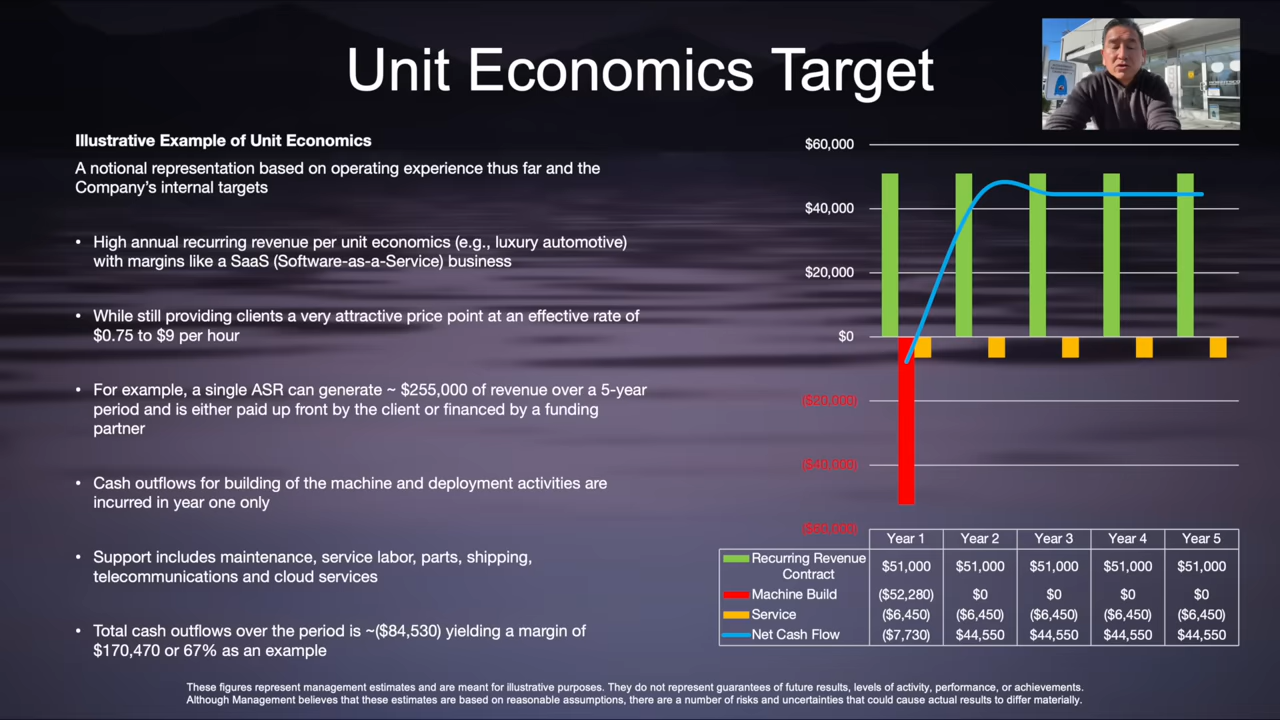 Unit Economics Target
Illustrative Example of Unit Economics
A notional representation based on operating experience thus far and the
Company's internal targets
• High annual recurring revenue per unit economics (e.g., luxury automotive)
with margins like a SaaS (Software-as-a-Service) business
• While still providing clients a very attractive price point at an effective rate of
$0.75 to $9 per hour
• For example, a single ASR can generate ~ $255,000 of revenue over a 5-year
period and is either paid up front by the client or financed by a funding
partner
• Cash outflows for building of the machine and deployment activities are
incurred in year one only
• Support includes maintenance, service labor, parts, shipping,
telecommunications and cloud services
• Total cash outflows over the period is ~($84,530) yielding a margin of
$170,470 or 67% as an example
$60,000
$40,000
$20,000
$0
($20,000)
($40,000)
($60,000)
Year 1 Year 2 Year 3 Year 4 Year 5
Recurring Revenue
Contract $51,000 $51,000 $51,000 $51,000 $51,000
Machine Build ($52,280) $0 $0 $0 $0
Service ($6,450) ($6,450) ($6,450) ($6,450) ($6,450)
Net Cash Flow ($7,730) $44,550 $44,550 $44,550 $44,550
These figures represent management estimates and are meant for illustrative purposes. They do not represent guarantees of future results, levels of activity, performance, or achievements.
Although Management believes that these estimates are based on reasonable assumptions, there are a number of risks and uncertainties that could cause actual results to differ materially.